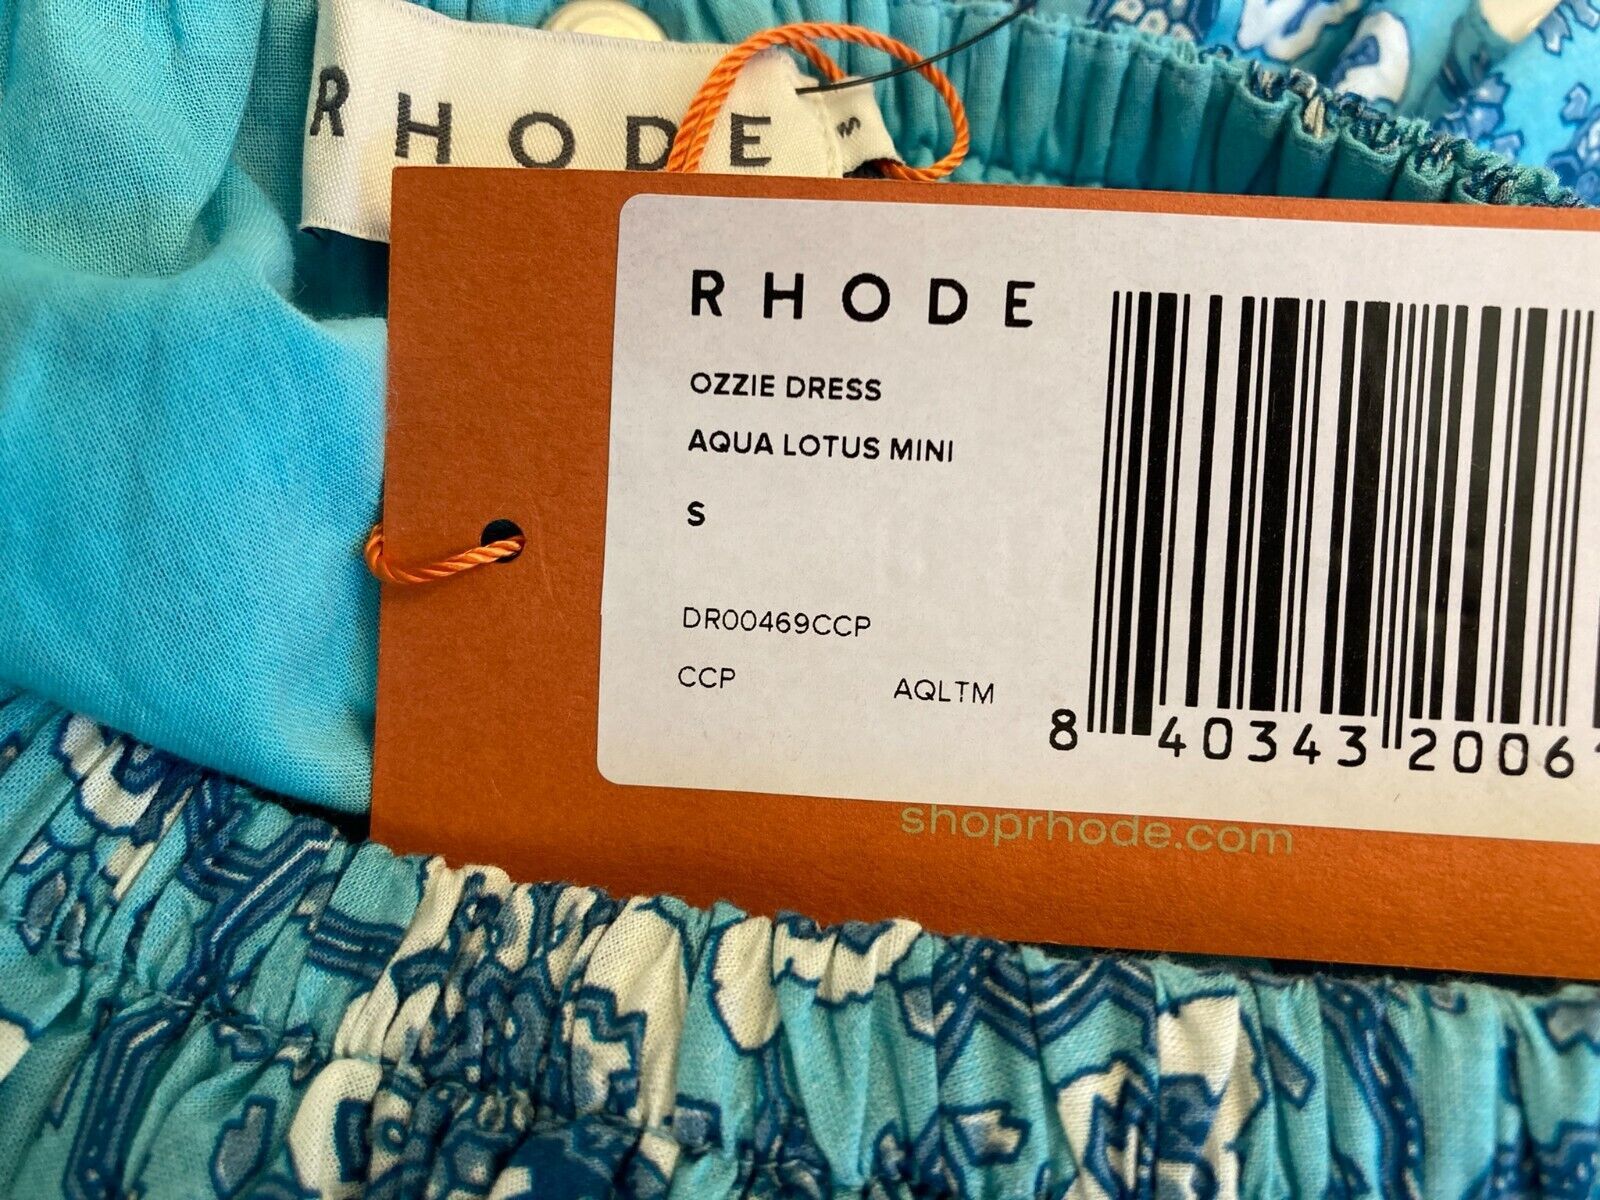 RHODE
S
RHODE
OZZIE DRESS
AQUA LOTUS MINI
S
DR00469CCP
CCP AQLTM
8 40343 2006
shoprhode.com